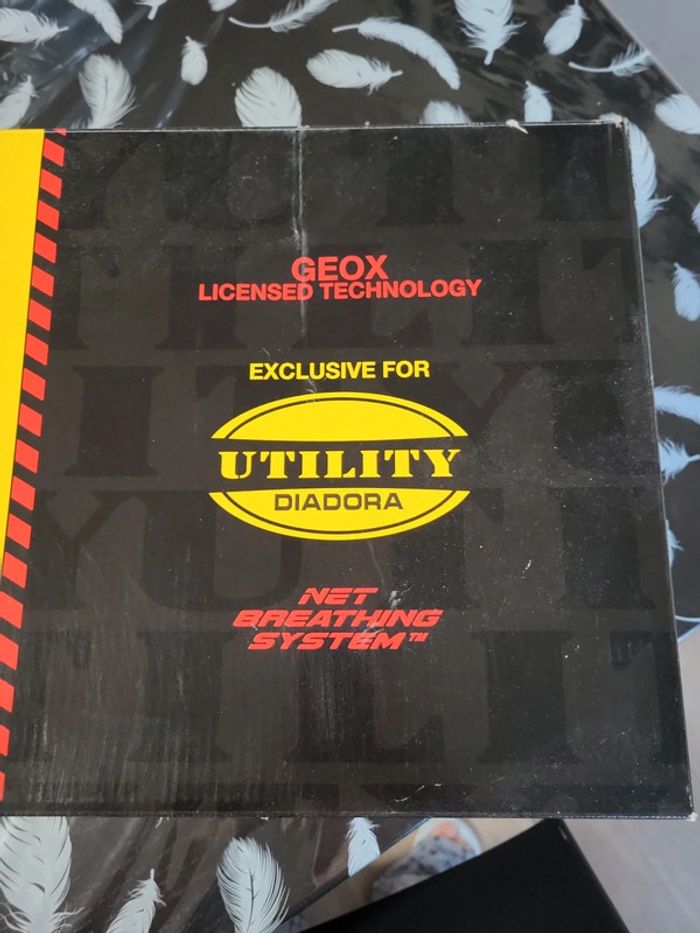 GEOX
LICENSED TECHNOLOGY
EXCLUSIVE FOR
UTILITY
DIADORA
NET
BREATHING
SYSTEM™